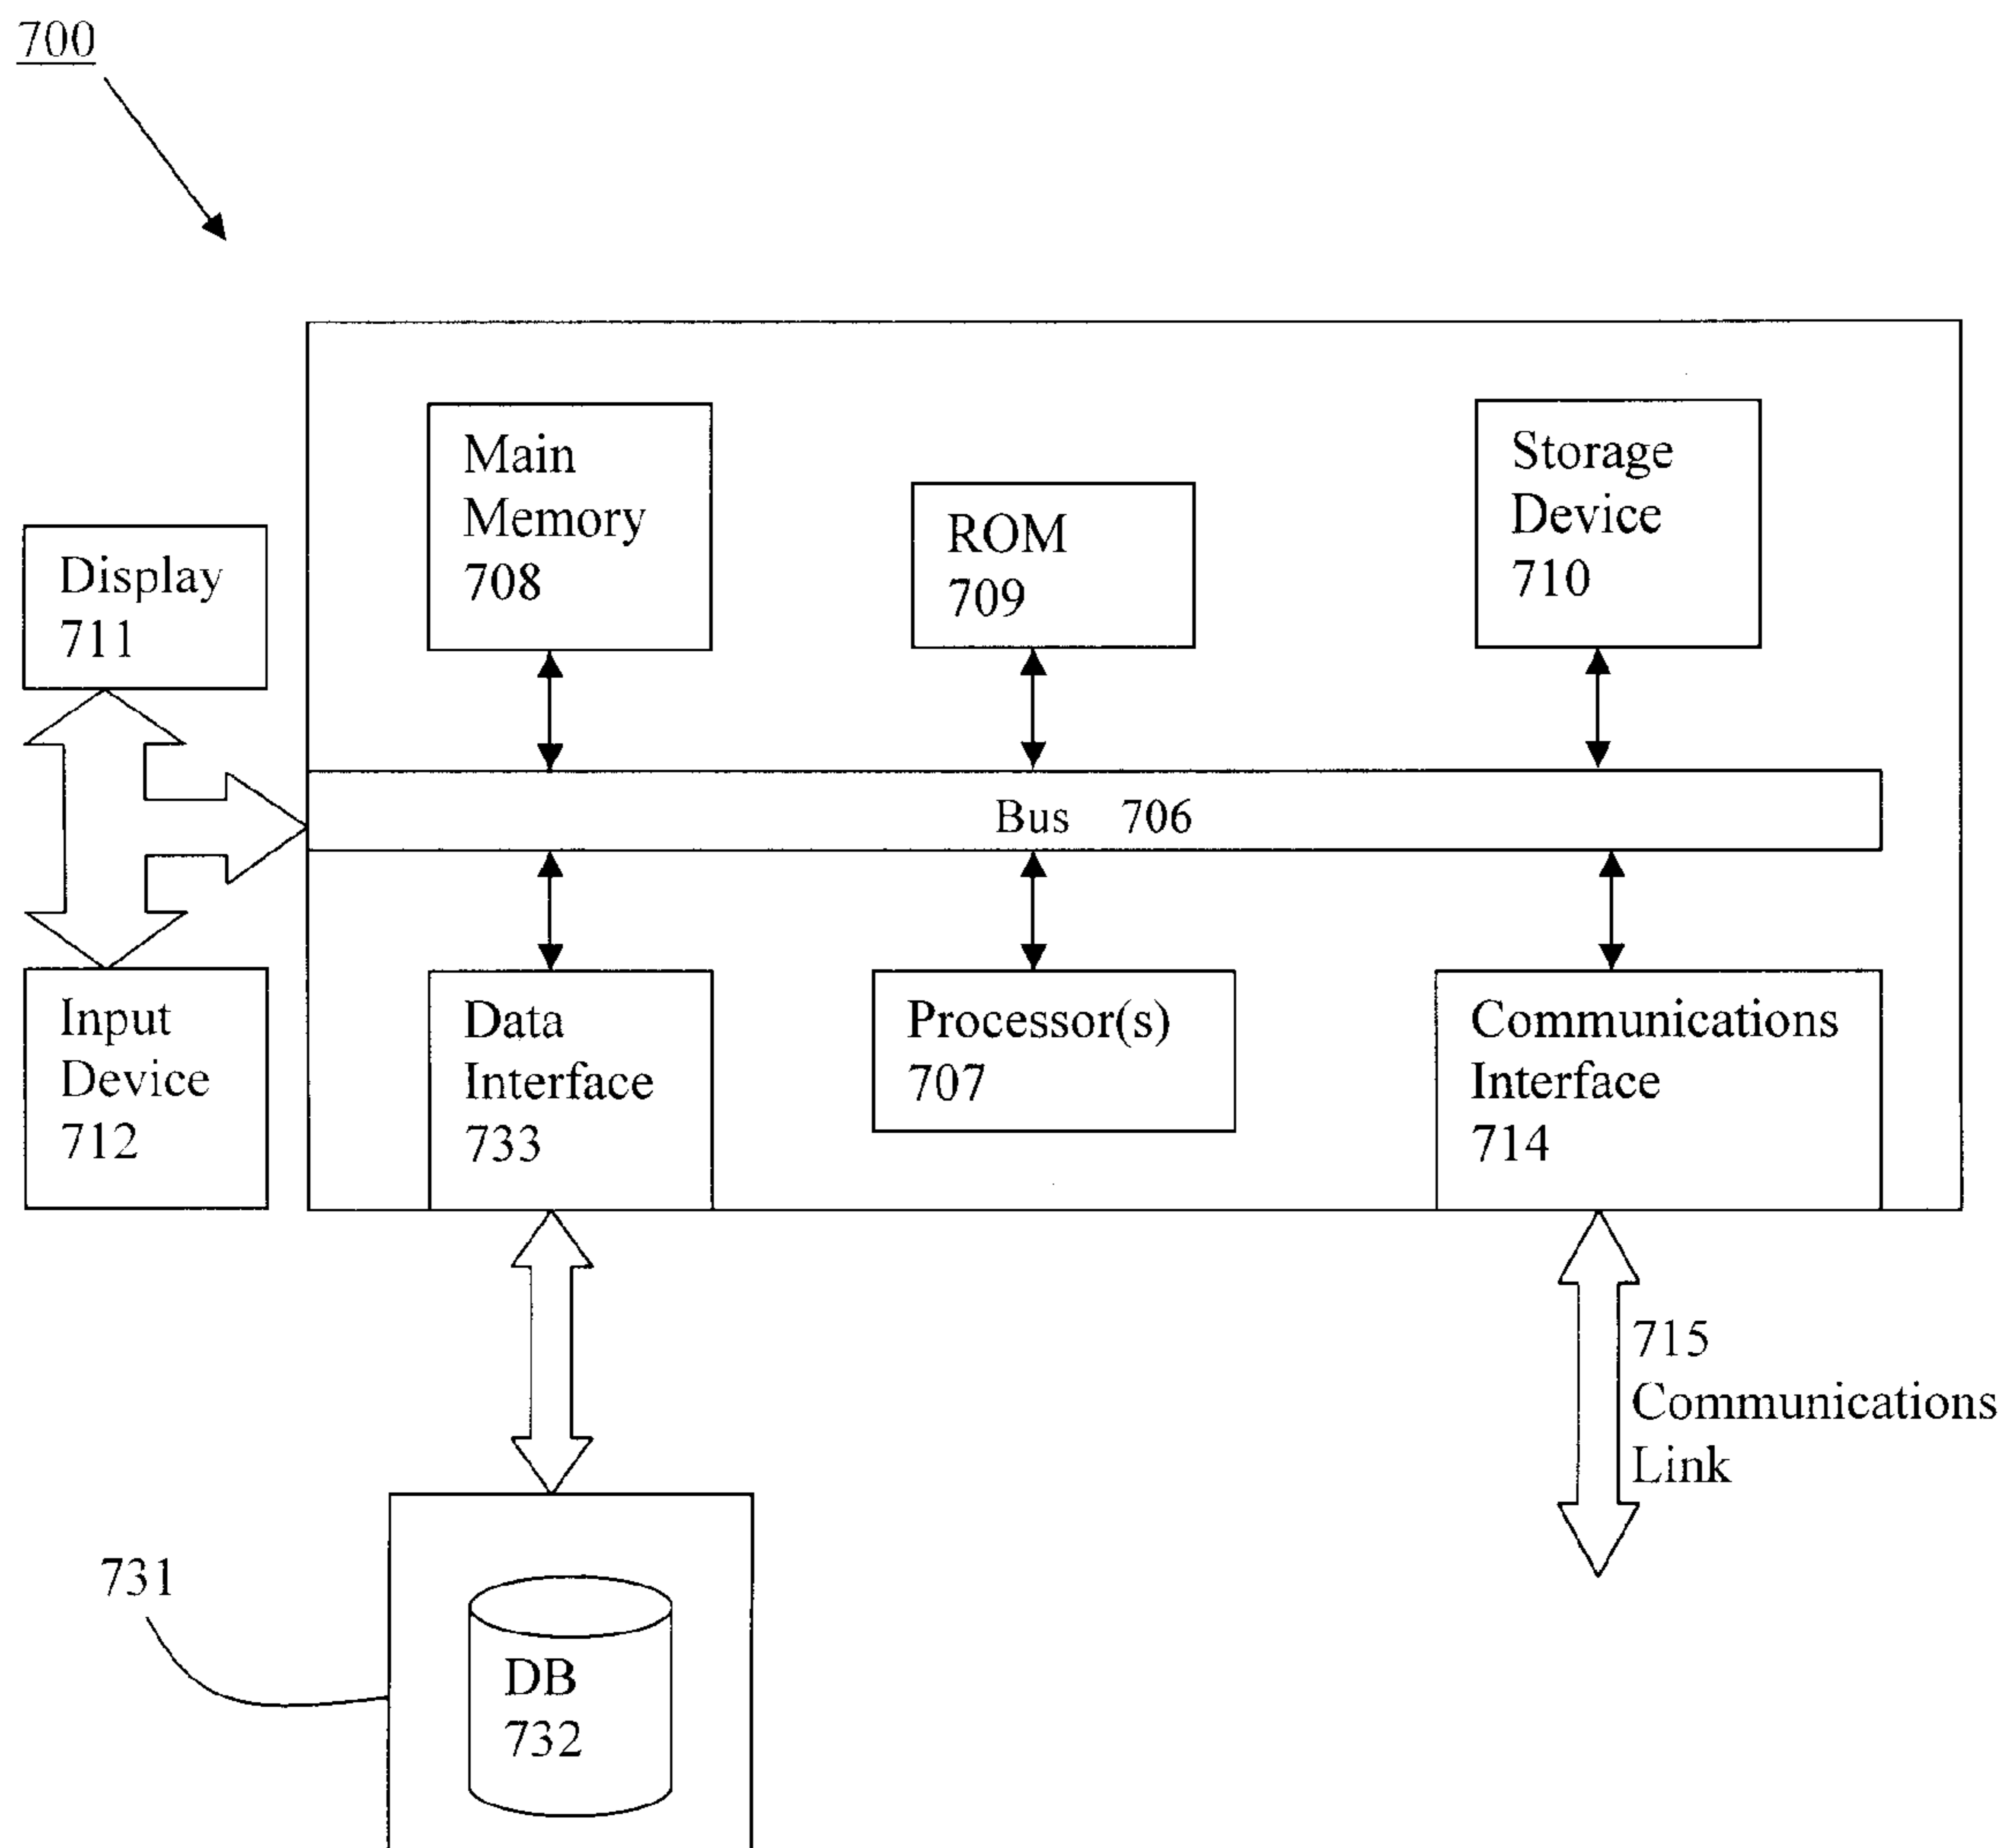 700
Main
Memory
708
ROM
709
Storage
Device
710
Display
711
Bus 706
Input
Device
712
Data
Interface
733
Processor(s)
707
Communications
Interface
714
715
Communications
Link
731
DB
732